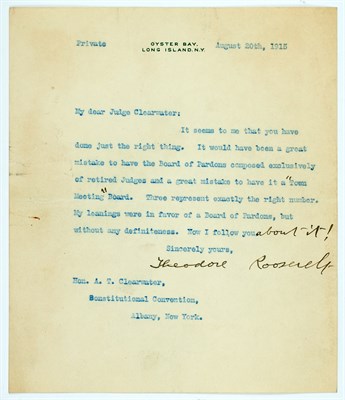 Private
OYSTER BAY,
LONG ISLAND, N.Y.
August 20th, 1915
My dear Judge Clearwater:
It seems to me that you have
done just the right thing. It would have been a great
mistake to have the Board of Pardons composed exclusively
of retired Judges and a great mistake to have it a "Town
Meeting" Board. Three represent exactly the right number.
My leanings were in favor of a Board of Pardons, but
without any definiteness. Now I follow you about it!
Sincerely yours,
Theodore Roosevelt
Hon. A. T. Clearwater,
Constitutional Convention,
Albany, New York.